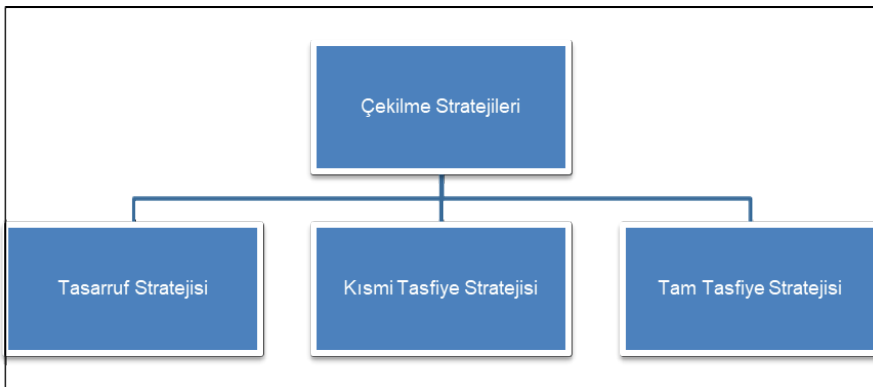 Çekilme Stratejileri
Tasarruf Stratejisi
Kısmi Tasfiye Stratejisi
Tam Tasfiye Stratejisi